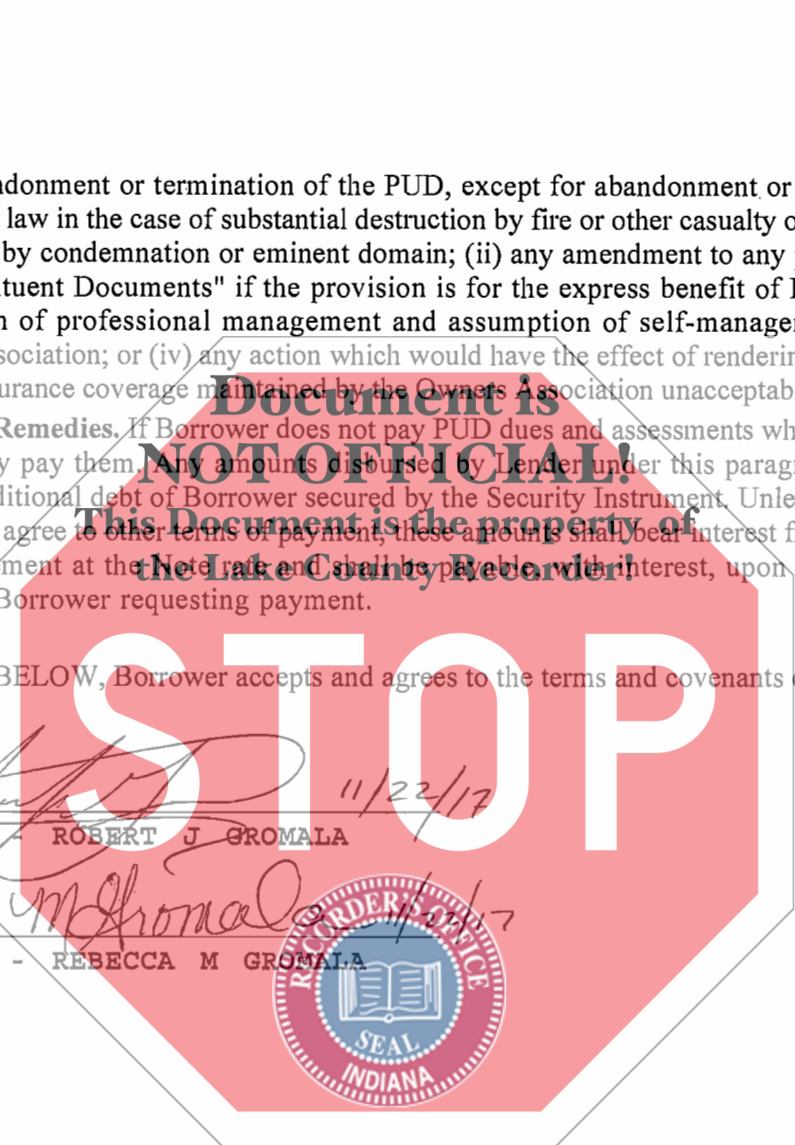 ndonment or termination of the PUD, except for abandonment or
law in the case of substantial destruction by fire or other casualty o
by condemnation or eminent domain; (ii) any amendment to any
ituent Documents" if the provision is for the express benefit of
n of professional management and assumption of self-manage
sociation; or (iv) any action which would have the effect of renderin
urance coverage maintained by the Owners Association unacceptab
Document is
Remedies. If Borrower does not pay PUD dues and assessments wh
NOT OFFICIAL!
y pay them. Any amounts disbursed by Lender under this paragr
ditional debt of Borrower secured by the Security Instrument. Unle
This Document is the property of
agree to other terms of payment, these amounts shall bear interest f
the Lake County Recorder!
ment at the Note rate and shall be payable, with interest, upon
Borrower requesting payment.
BELOW, Borrower accepts and agrees to the terms and covenants
STOP
11/22/17
- ROBERT J GROMALA
M Gromala 11/22/17
- REBECCA M GROMALA
RECORDER'S OFFICE
SEAL
INDIANA